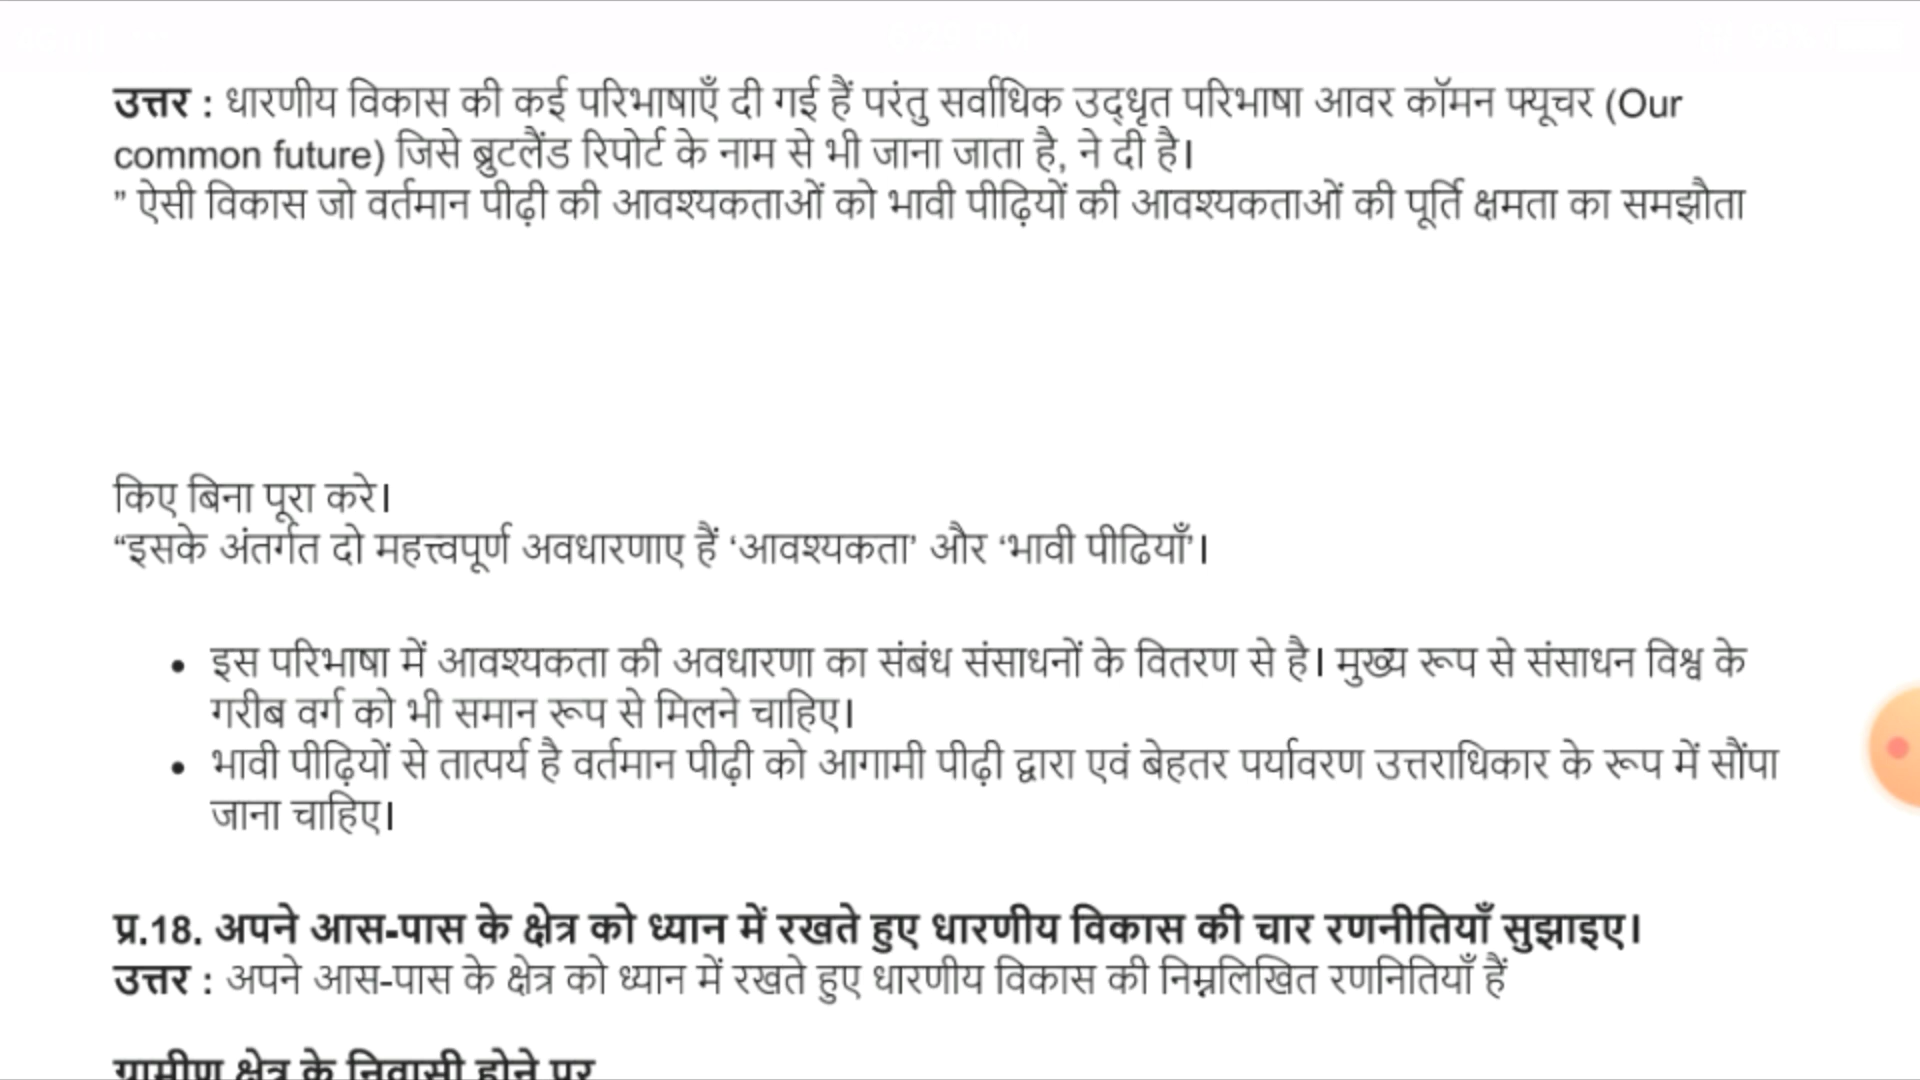 उत्तर : धारणीय विकास की कई परिभाषाएँ दी गई हैं परंतु सर्वाधिक उद्धृत परिभाषा आवर कॉमन फ्यूचर (Our
common future) जिसे ब्रुटलैंड रिपोर्ट के नाम से भी जाना जाता है, ने दी है।
” ऐसी विकास जो वर्तमान पीढ़ी की आवश्यकताओं को भावी पीढ़ियों की आवश्यकताओं की पूर्ति क्षमता का समझौता
किए बिना पूरा करे।
“इसके अंतर्गत दो महत्त्वपूर्ण अवधारणाए हैं ‘आवश्यकता’ और ‘भावी पीढियाँ’।
• इस परिभाषा में आवश्यकता की अवधारणा का संबंध संसाधनों के वितरण से है। मुख्य रूप से संसाधन विश्व के
गरीब वर्ग को भी समान रूप से मिलने चाहिए।
• भावी पीढ़ियों से तात्पर्य है वर्तमान पीढ़ी को आगामी पीढ़ी द्वारा एवं बेहतर पर्यावरण उत्तराधिकार के रूप में सौंपा
जाना चाहिए।
प्र.18. अपने आस-पास के क्षेत्र को ध्यान में रखते हुए धारणीय विकास की चार रणनीतियाँ सुझाइए।
उत्तर : अपने आस-पास के क्षेत्र को ध्यान में रखते हुए धारणीय विकास की निम्नलिखित रणनितियाँ हैं
ग्रामीण क्षेत्र के निवासी होने पर